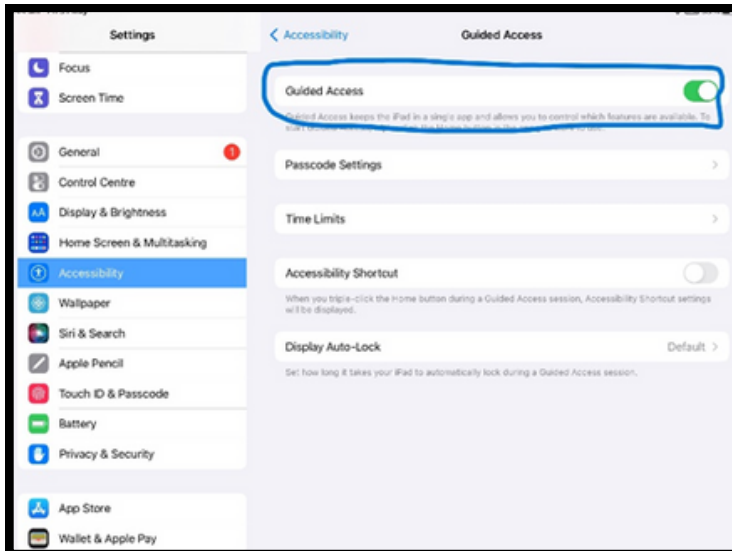 Settings
Focus
Screen Time
General
1
Control Centre
Display & Brightness
Home Screen & Multitasking
Accessibility
Wallpaper
Siri & Search
Apple Pencil
Touch ID & Passcode
Battery
Privacy & Security
App Store
Wallet & Apple Pay
Accessibility
Guided Access
Guided Access
Guided Access keeps the iPad in a single app and allows you to control which features are available. To
Passcode Settings
Time Limits
Accessibility Shortcut
When you triple-click the Home button during a Guided Access session, Accessibility Shortcut settings
will be displayed.
Display Auto-Lock
Default
Set how long it takes your iPad to automatically lock during a Guided Access session.